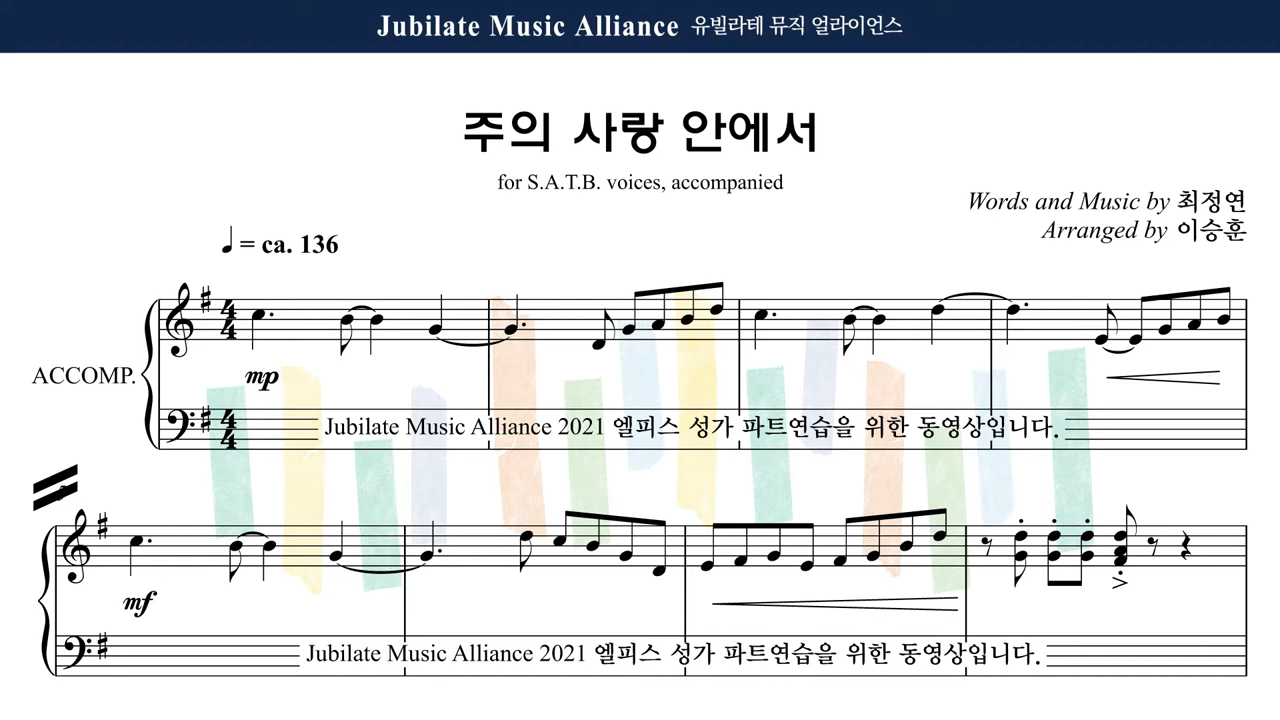 Jubilate Music Alliance 유빌라테 뮤직 얼라이언스
주의 사랑 안에서
for S.A.T.B. voices, accompanied
Words and Music by 최정연
Arranged by 이승훈
♩ = ca. 136
ACCOMP.
mp
Jubilate Music Alliance 2021 엘피스 성가 파트연습을 위한 동영상입니다.
mf
Jubilate Music Alliance 2021 엘피스 성가 파트연습을 위한 동영상입니다.